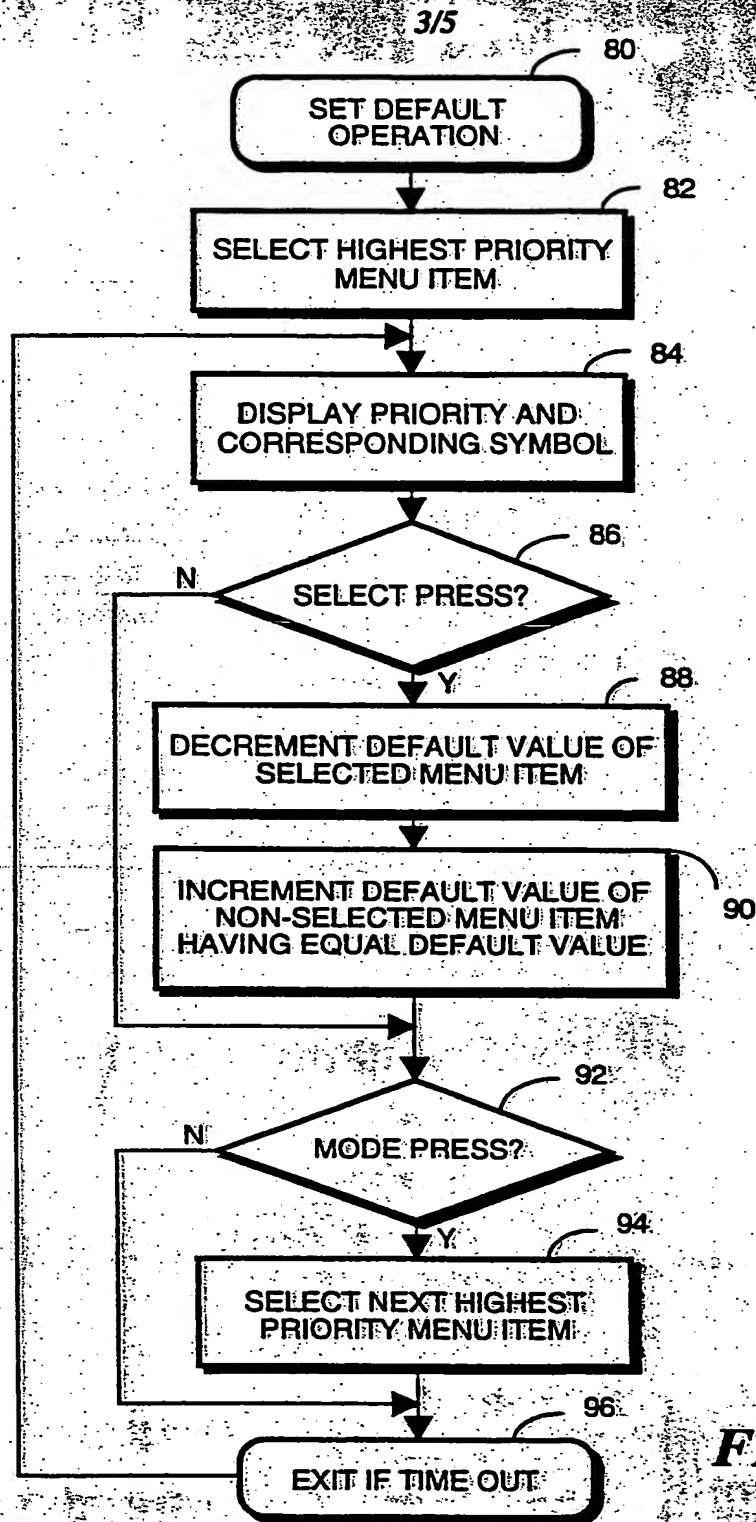 3/5
80
SET DEFAULT
OPERATION
82
SELECT HIGHEST PRIORITY
MENU ITEM
84
DISPLAY PRIORITY AND
CORRESPONDING SYMBOL
86
N
SELECT PRESS?
Y
88
DECREMENT DEFAULT VALUE OF
SELECTED MENU ITEM
90
INCREMENT DEFAULT VALUE OF
NON-SELECTED MENU ITEM
HAVING EQUAL DEFAULT VALUE
92
N
MODE PRESS?
Y
94
SELECT NEXT HIGHEST
PRIORITY MENU ITEM
96
EXIT IF TIME OUT
F